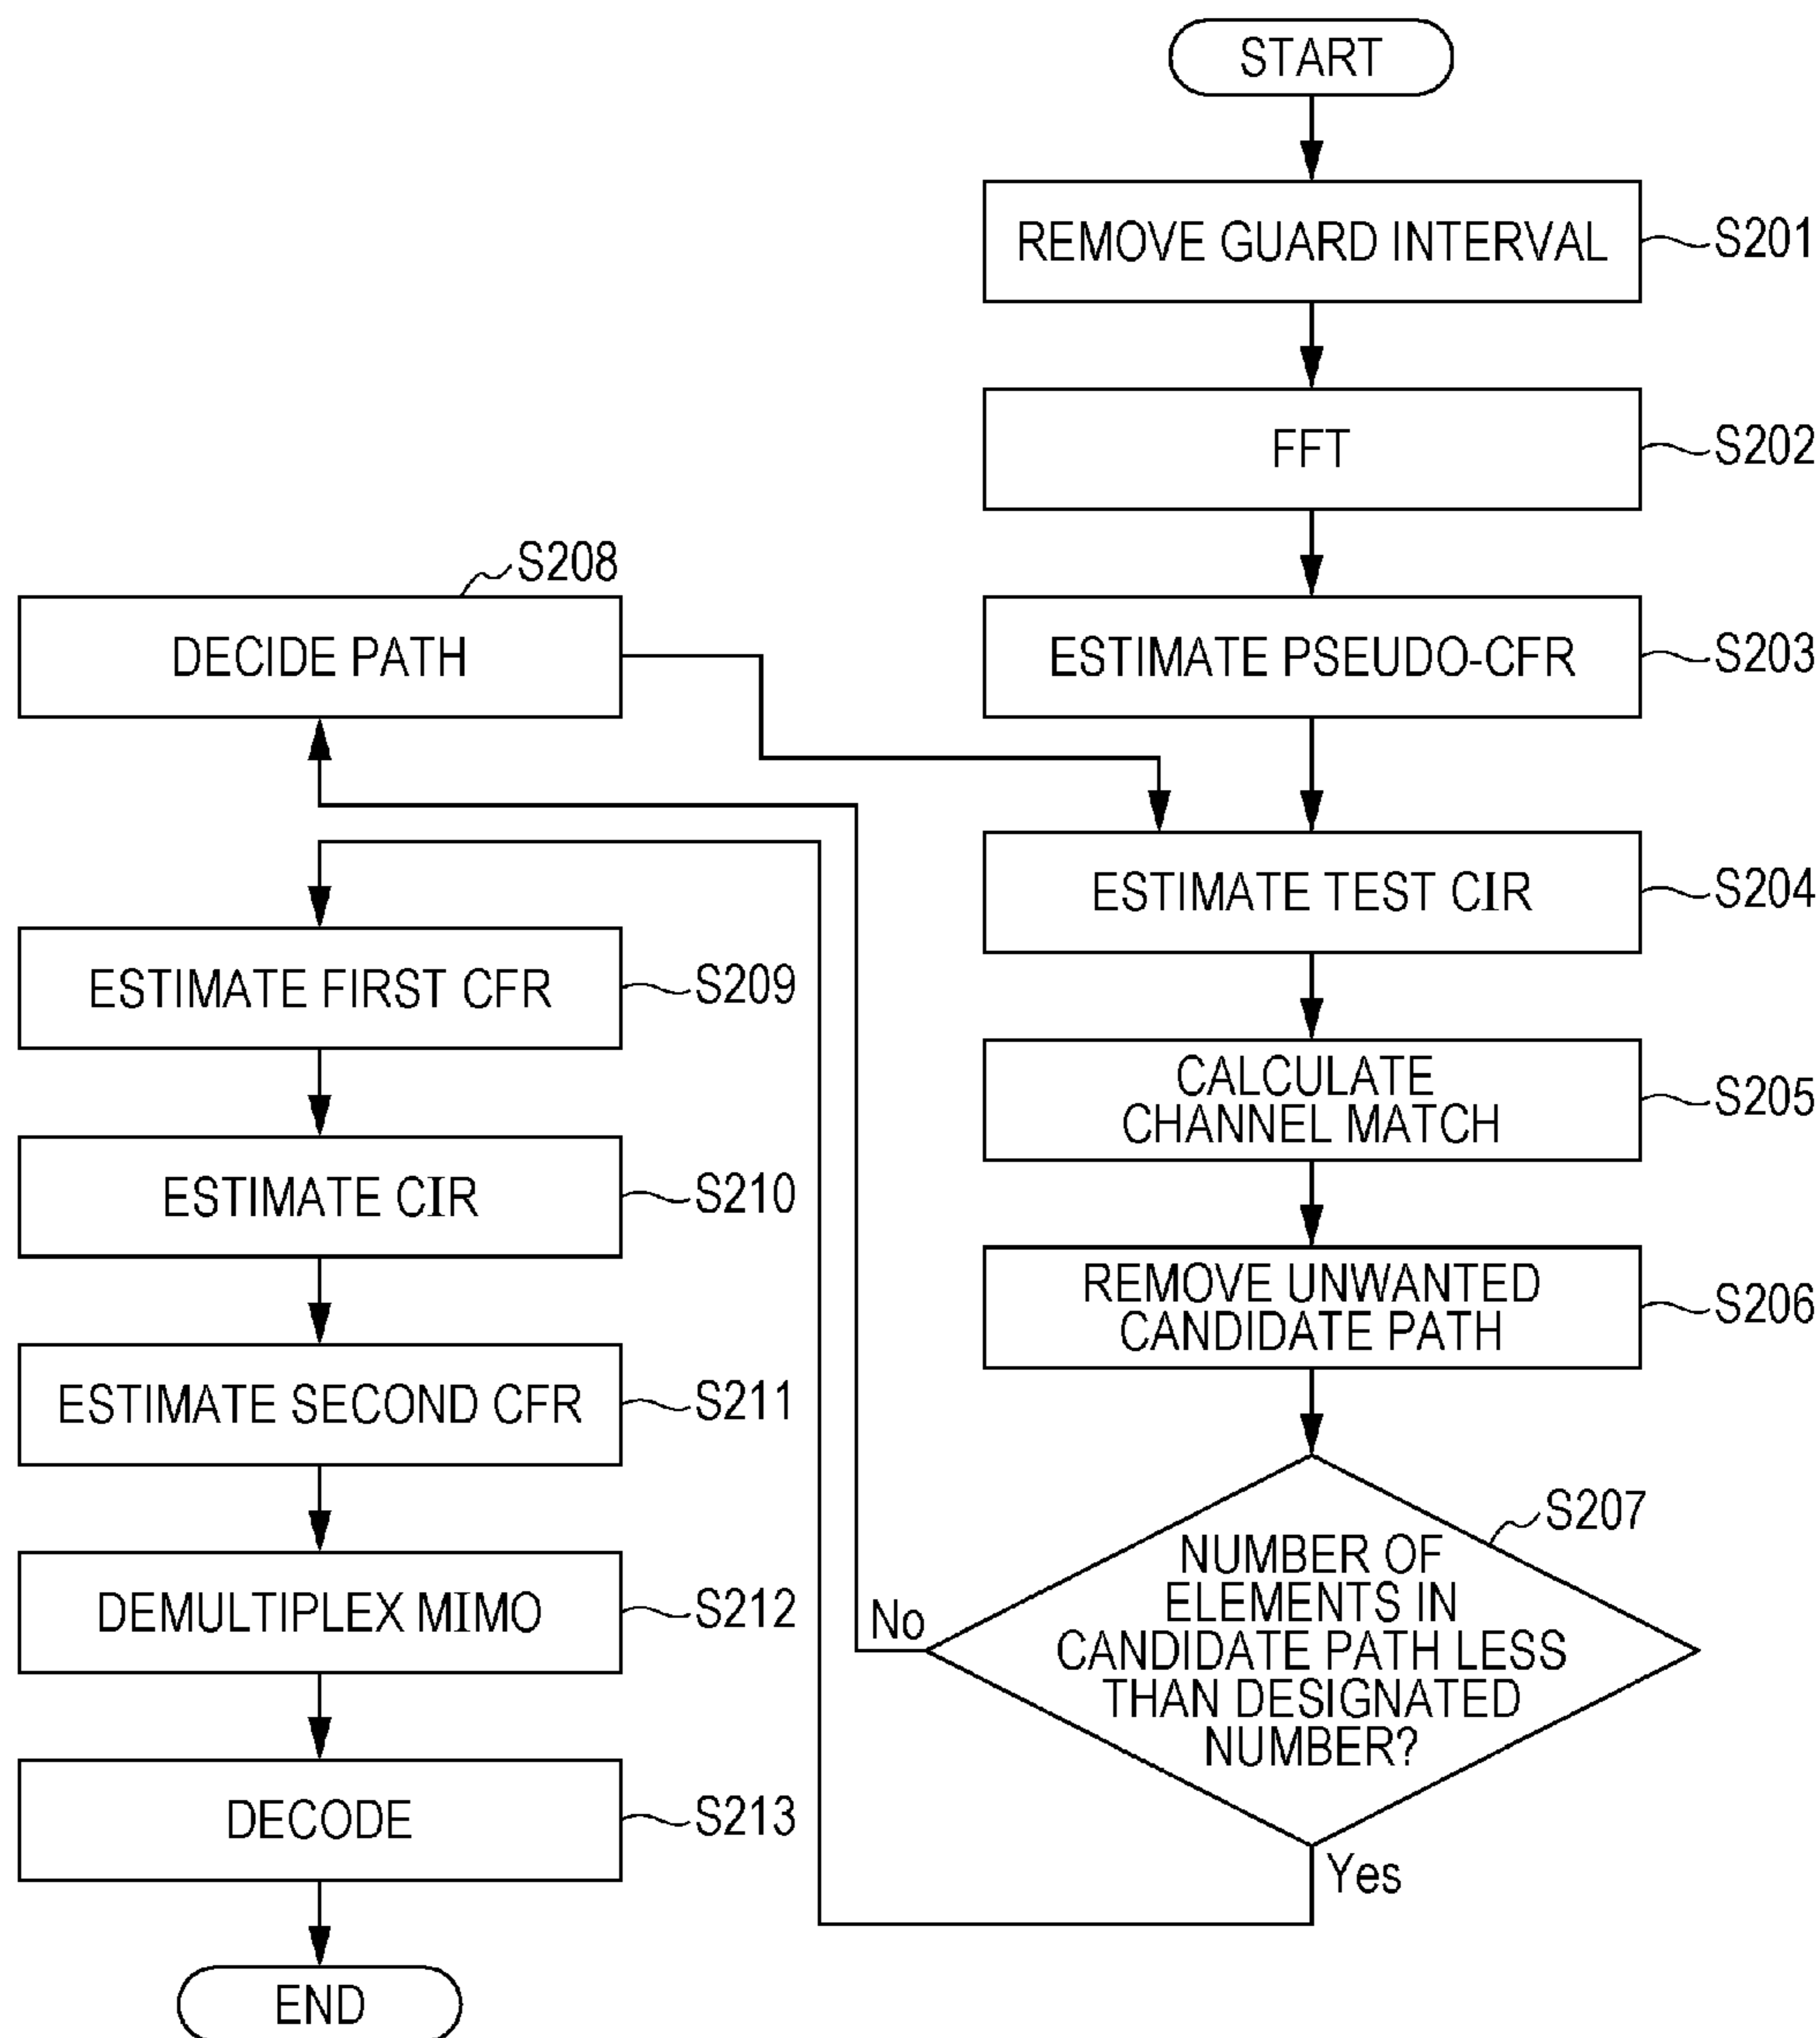 START
REMOVE GUARD INTERVAL
S201
FFT
S202
ESTIMATE PSEUDO-CFR
S203
ESTIMATE TEST CIR
S204
CALCULATE
CHANNEL MATCH
S205
REMOVE UNWANTED
CANDIDATE PATH
S206
NUMBER OF
ELEMENTS IN
CANDIDATE PATH LESS
THAN DESIGNATED
NUMBER?
S207
No
Yes
S208
DECIDE PATH
ESTIMATE FIRST CFR
S209
ESTIMATE CIR
S210
ESTIMATE SECOND CFR
S211
DEMULTIPLEX MIMO
S212
DECODE
S213
END